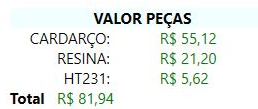 VALOR PEÇAS
CARDARÇO: R$ 55,12
RESINA: R$ 21,20
HT231: R$ 5,62
Total R$ 81,94